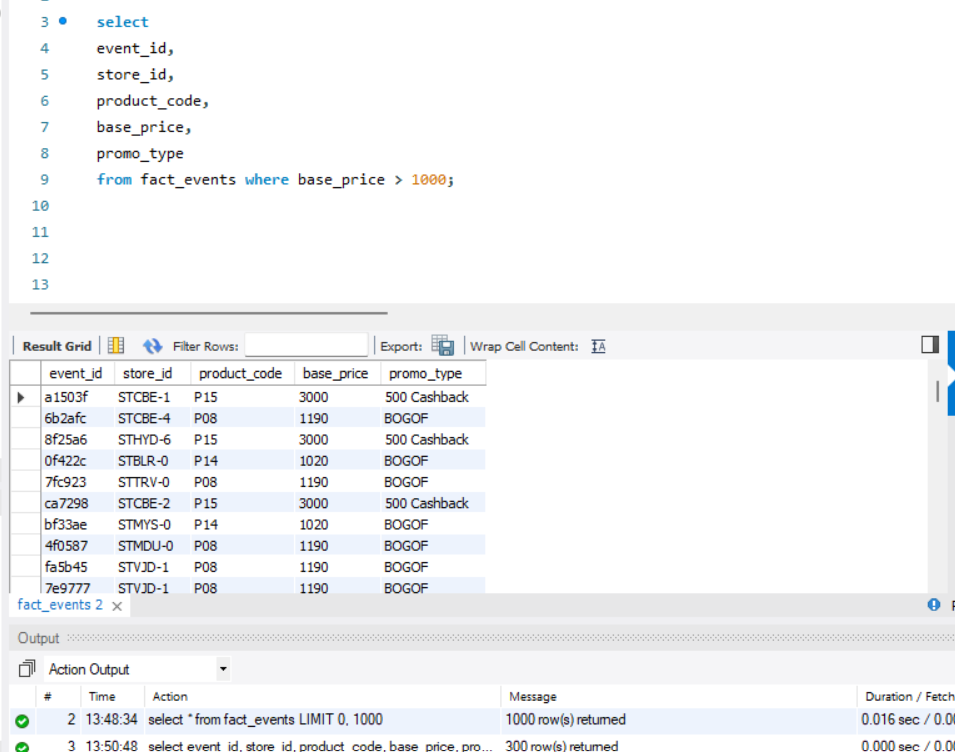 3 select
4 event_id,
5 store_id,
6 product_code,
7 base_price,
8 promo_type
9 from fact_events where base_price > 1000;
10
11
12
13
Result Grid Filter Rows: Export: Wrap Cell Content:
event_id store_id product_code base_price promo_type
a1503f STCBE-1 P15 3000 500 Cashback
6b2afc STCBE-4 P08 1190 BOGOF
8f25a6 STHYD-6 P15 3000 500 Cashback
0f422c STBLR-0 P14 1020 BOGOF
7fc923 STTRV-0 P08 1190 BOGOF
ca7298 STCBE-2 P15 3000 500 Cashback
bf33ae STMYS-0 P14 1020 BOGOF
4f0587 STMDU-0 P08 1190 BOGOF
fa5b45 STVJD-1 P08 1190 BOGOF
7e9777 STVJD-1 P08 1190 BOGOF
fact_events 2
Output
Action Output
# Time Action Message Duration / Fetch
2 13:48:34 select * from fact_events LIMIT 0, 1000 1000 row(s) returned 0.016 sec / 0.00
3 13:50:48 select event_id, store_id, product_code, base_price, pro... 300 row(s) returned 0.000 sec / 0.00